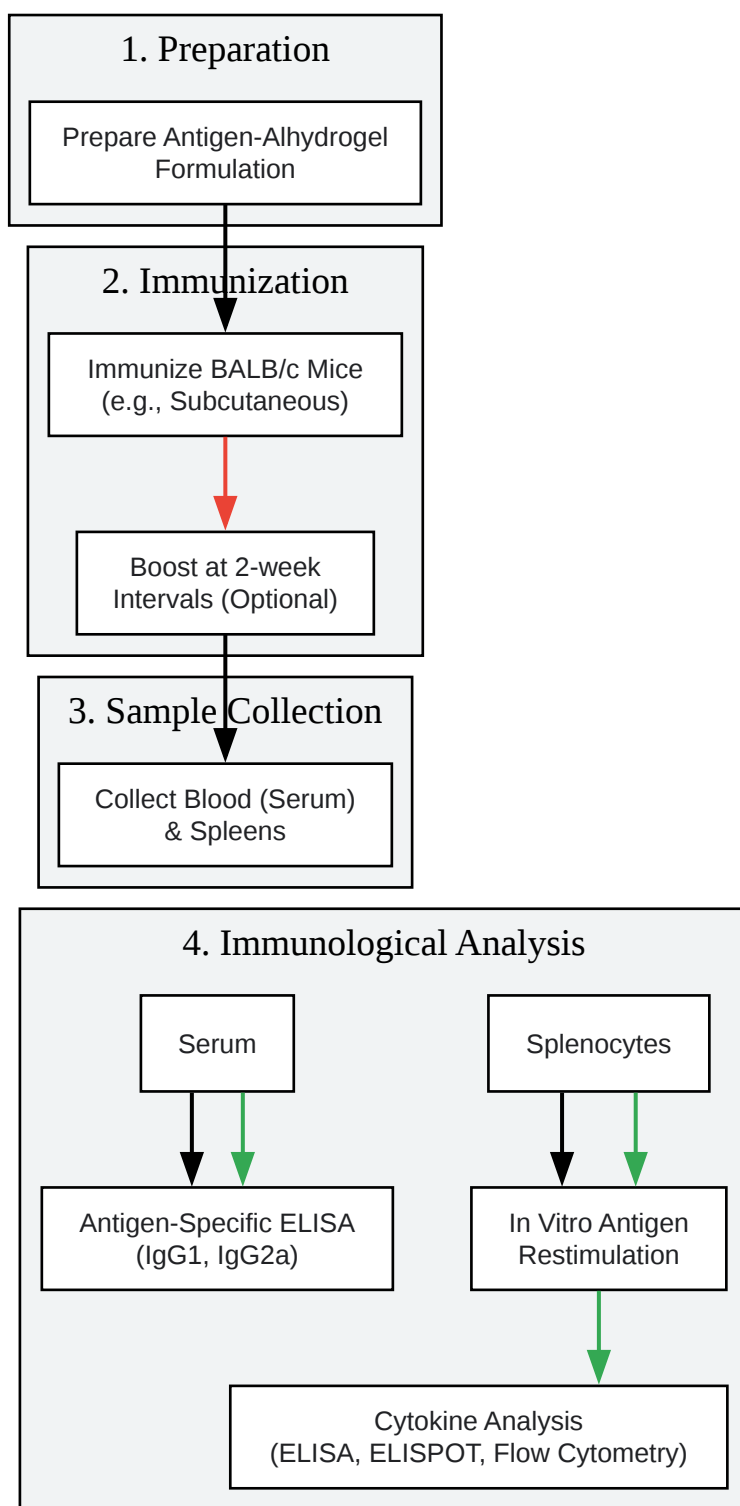 1. Preparation
Prepare Antigen-Alhydrogel
Formulation
2. Immunization
Immunize BALB/c Mice
(e.g., Subcutaneous)
Boost at 2-week
Intervals (Optional)
3. Sample Collection
Collect Blood (Serum)
& Spleens
4. Immunological Analysis
Serum
Splenocytes
Antigen-Specific ELISA
(IgG1, IgG2a)
In Vitro Antigen
Restimulation
Cytokine Analysis
(ELISA, ELISPOT, Flow Cytometry)